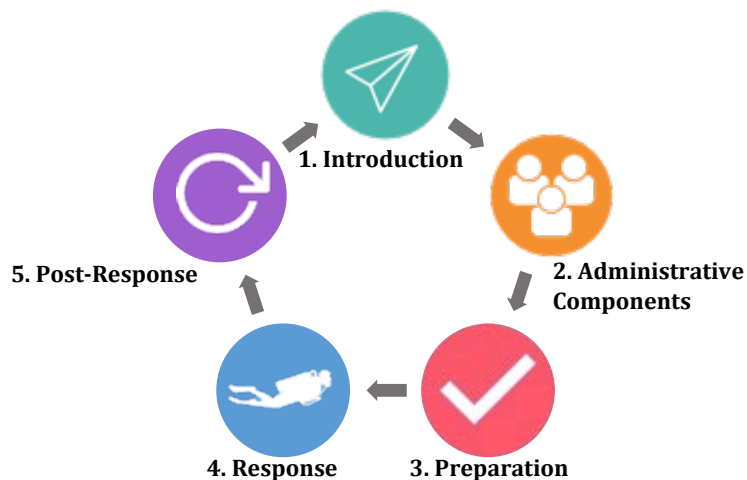 1. Introduction
2. Administrative
Components
3. Preparation
4. Response
5. Post-Response